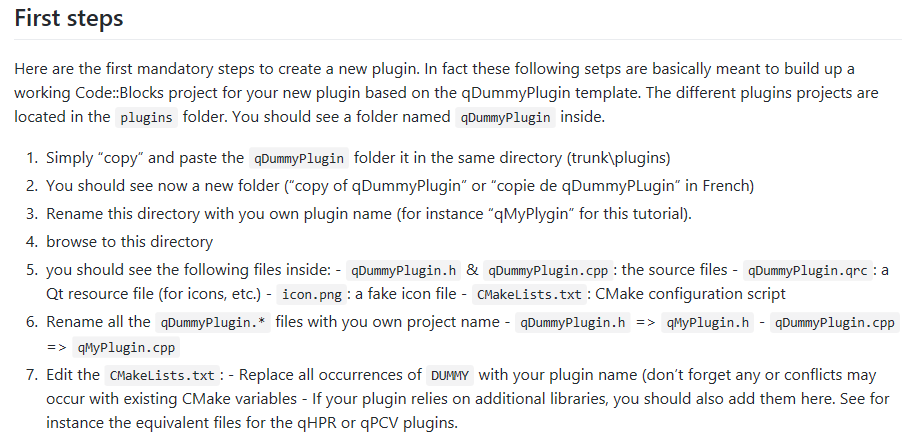 First steps
Here are the first mandatory steps to create a new plugin. In fact these following setps are basically meant to build up a
working Code::Blocks project for your new plugin based on the qDummyPlugin template. The different plugins projects are
located in the plugins folder. You should see a folder named qDummyPlugin inside.
1. Simply “copy” and paste the qDummyPlugin folder it in the same directory (trunk\plugins)
2. You should see now a new folder (“copy of qDummyPlugin” or “copie de qDummyPLugin” in French)
3. Rename this directory with you own plugin name (for instance “qMyPlygin” for this tutorial).
4. browse to this directory
5. you should see the following files inside: - qDummyPlugin.h & qDummyPlugin.cpp : the source files - qDummyPlugin.qrc : a
Qt resource file (for icons, etc.) - icon.png : a fake icon file - CMakeLists.txt : CMake configuration script
6. Rename all the qDummyPlugin.* files with you own project name - qDummyPlugin.h => qMyPlugin.h - qDummyPlugin.cpp
=> qMyPlugin.cpp
7. Edit the CMakeLists.txt : - Replace all occurrences of DUMMY with your plugin name (don’t forget any or conflicts may
occur with existing CMake variables - If your plugin relies on additional libraries, you should also add them here. See for
instance the equivalent files for the qHPR or qPCV plugins.